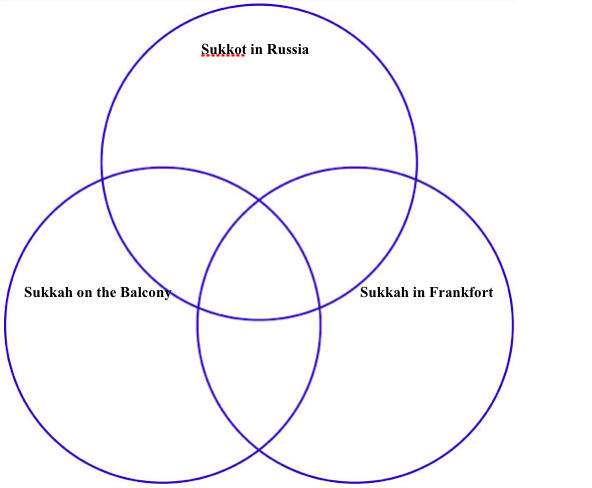 Sukkot in Russia
Sukkah on the Balcony
Sukkah in Frankfort